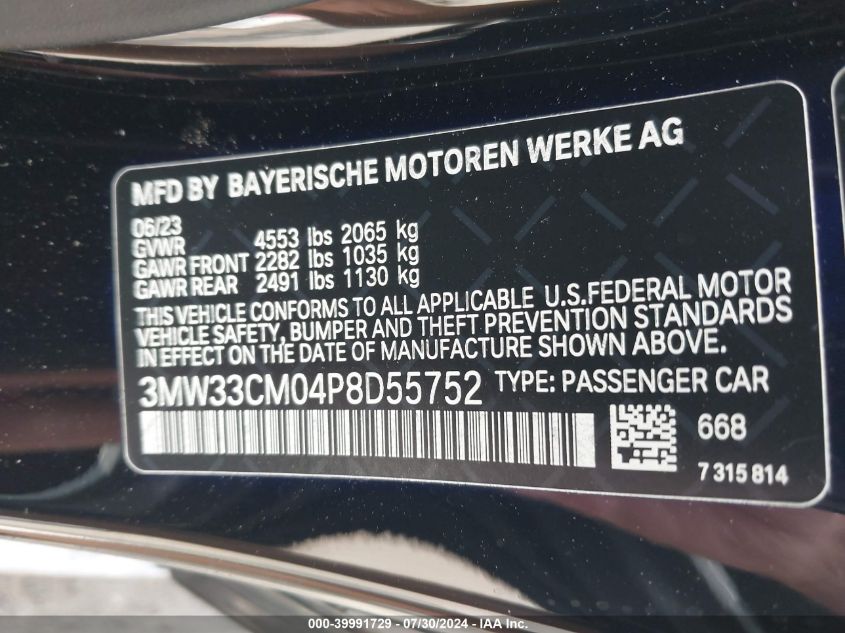 MFD BY BAYERISCHE MOTOREN WERKE AG
06/23
GVWR 4553 lbs 2065 kg
GAWR FRONT 2282 lbs 1035 kg
GAWR REAR 2491 lbs 1130 kg
THIS VEHICLE CONFORMS TO ALL APPLICABLE U.S.FEDERAL MOTOR
VEHICLE SAFETY, BUMPER AND THEFT PREVENTION STANDARDS
IN EFFECT ON THE DATE OF MANUFACTURE SHOWN ABOVE.
3MW33CM04P8D55752 TYPE: PASSENGER CAR
668
7 315 814
000-39991729 - 07/30/2024 - IAA Inc.